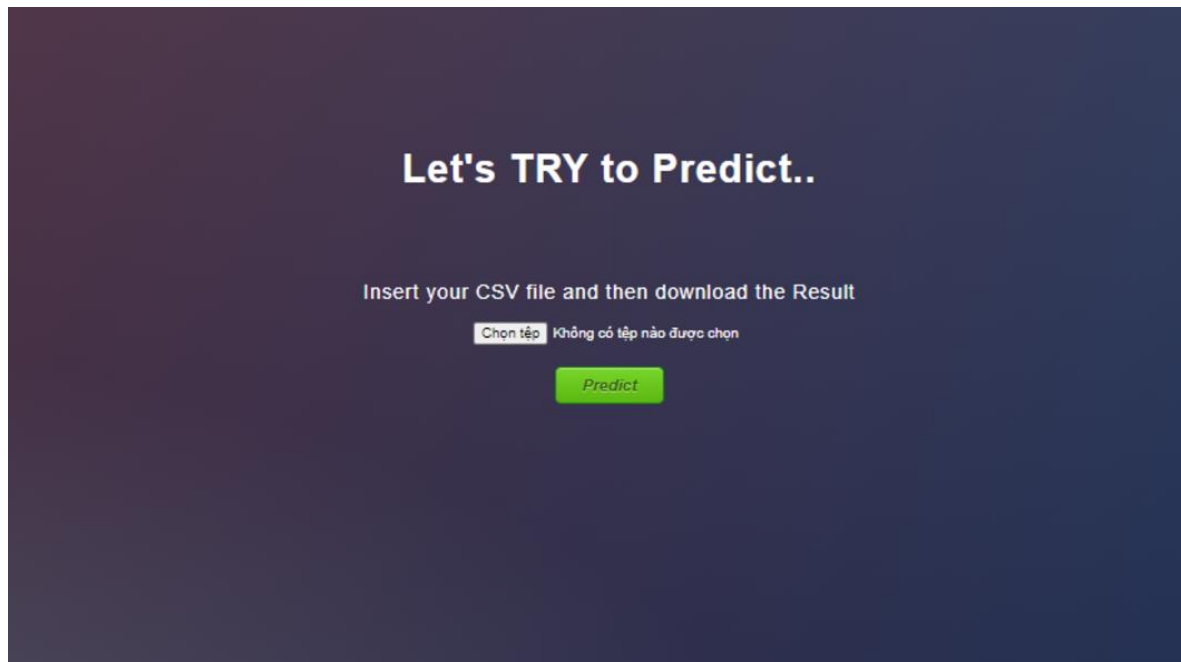 Let's TRY to Predict..
Insert your CSV file and then download the Result
Chọn tệp Không có tệp nào được chọn
Predict